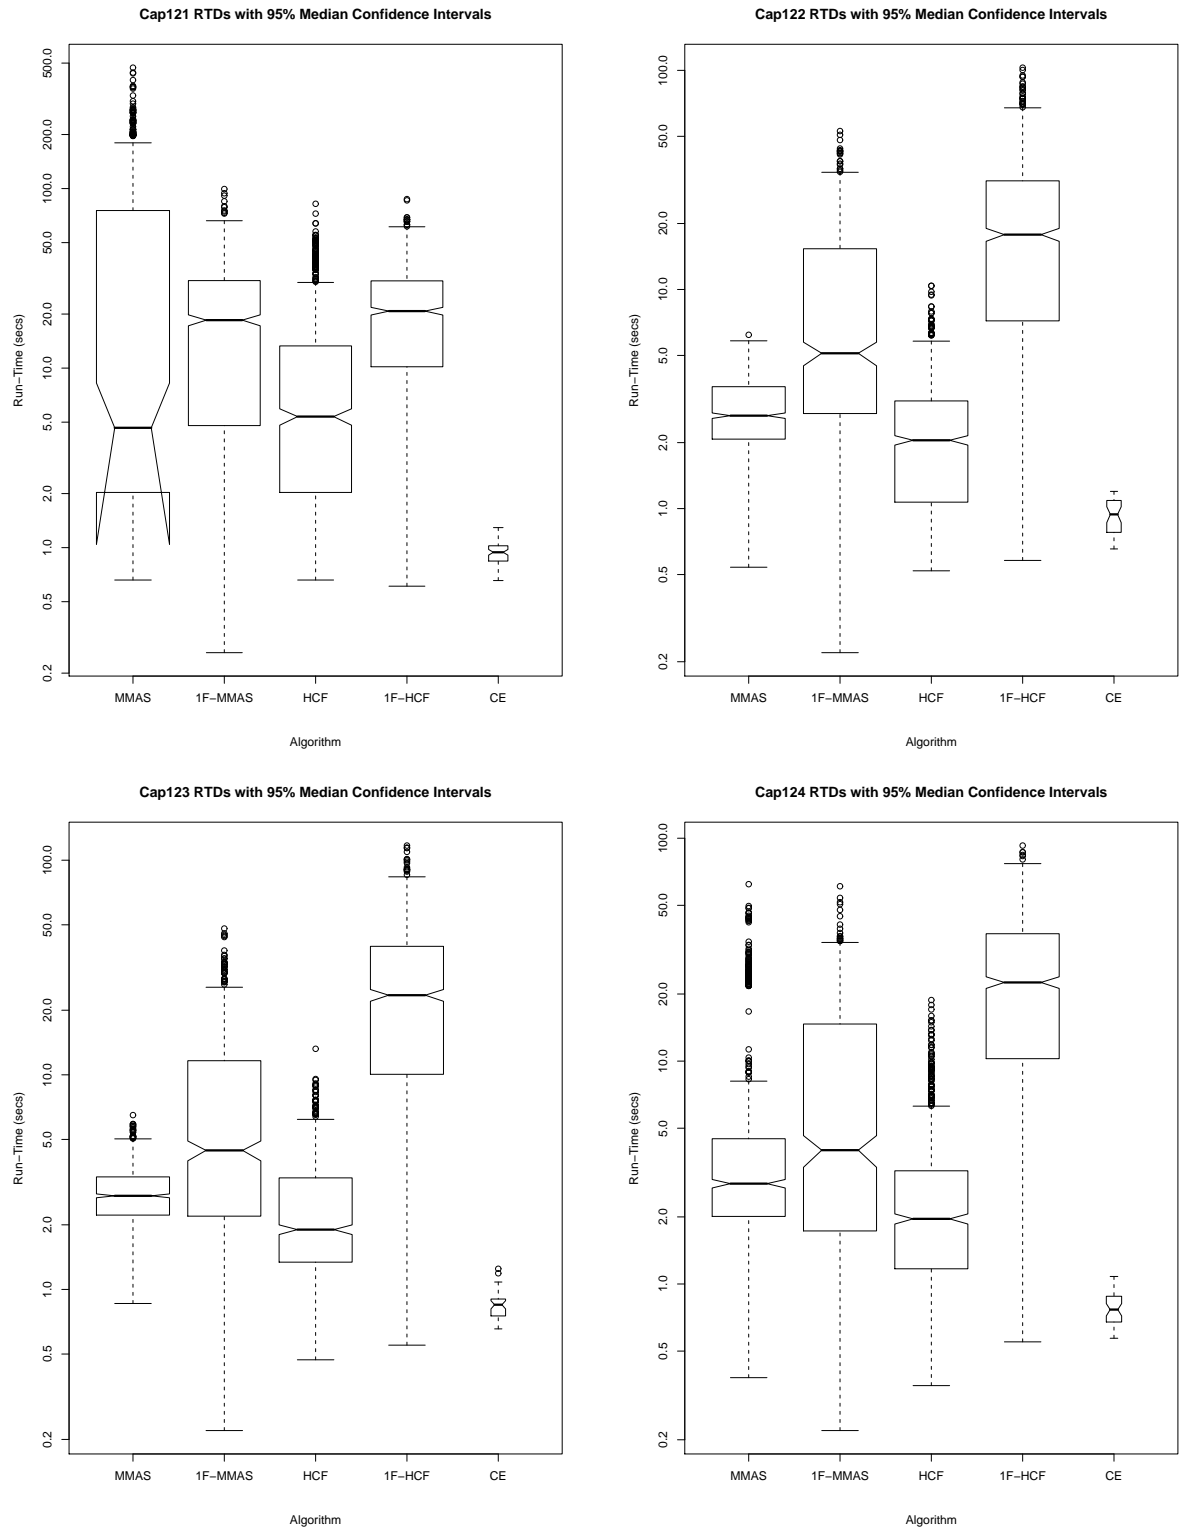 Cap121 RTDs with 95% Median Confidence Intervals
Run−Time (secs)
500.0
200.0
100.0
50.0
20.0
10.0
5.0
2.0
1.0
0.5
0.2
MMAS 1F−MMAS HCF 1F−HCF CE
Algorithm
Cap122 RTDs with 95% Median Confidence Intervals
Run−Time (secs)
100.0
50.0
20.0
10.0
5.0
2.0
1.0
0.5
0.2
MMAS 1F−MMAS HCF 1F−HCF CE
Algorithm
Cap123 RTDs with 95% Median Confidence Intervals
Run−Time (secs)
100.0
50.0
20.0
10.0
5.0
2.0
1.0
0.5
0.2
MMAS 1F−MMAS HCF 1F−HCF CE
Algorithm
Cap124 RTDs with 95% Median Confidence Intervals
Run−Time (secs)
100.0
50.0
20.0
10.0
5.0
2.0
1.0
0.5
0.2
MMAS 1F−MMAS HCF 1F−HCF CE
Algorithm